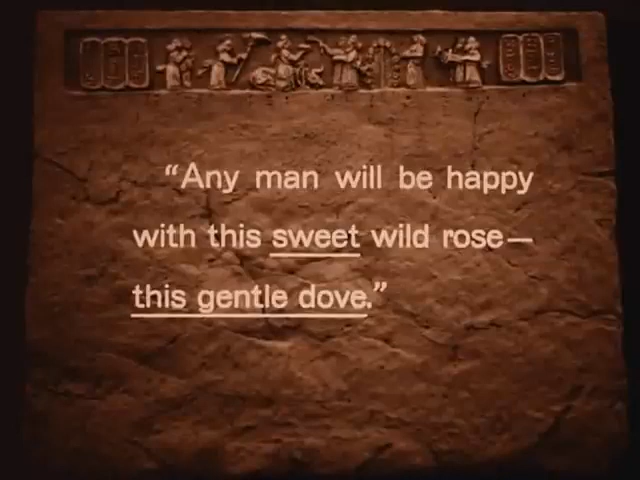 “Any man will be happy
with this sweet wild rose—
this gentle dove.”